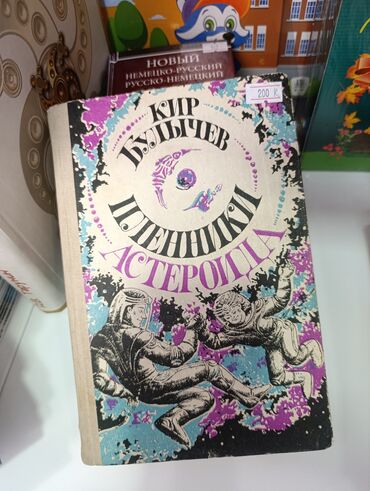 НОВЫЙ
НЕМЕЦКО-РУССКИЙ
РУССКО-НЕМЕЦКИЙ
200 К
КИР
БУЛЫЧЕВ
ПЛЕННИКИ
АСТЕРОИДА